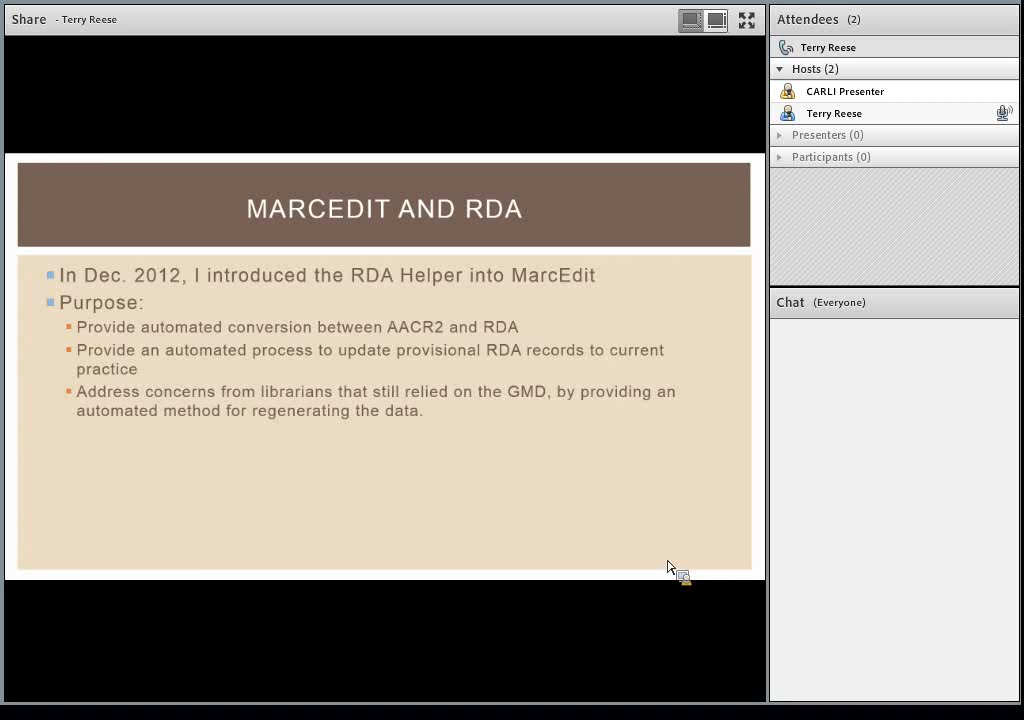 Share - Terry Reese
MARCEDIT AND RDA
In Dec. 2012, I introduced the RDA Helper into MarcEdit
Purpose:
Provide automated conversion between AACR2 and RDA
Provide an automated process to update provisional RDA records to current
practice
Address concerns from librarians that still relied on the GMD, by providing an
automated method for regenerating the data.
Attendees (2)
Terry Reese
Hosts (2)
CARLI Presenter
Terry Reese
Presenters (0)
Participants (0)
Chat (Everyone)